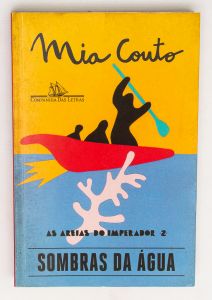 Mia Couto
COMPANHIA DAS LETRAS
AS AREIAS DO IMPERADOR 2
SOMBRAS DA ÁGUA